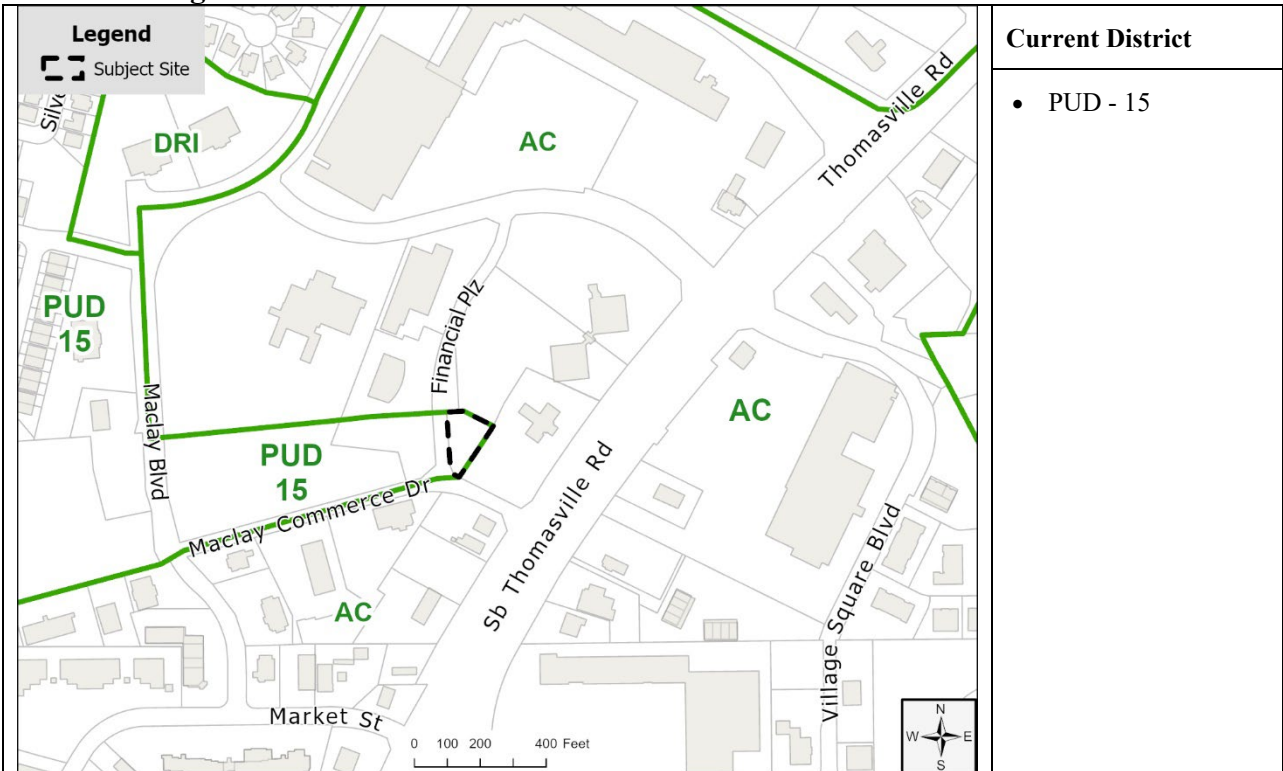 Legend
Subject Site
Current District
• PUD - 15
Thomasville Rd
DRI
AC
PUD
15
Financial Plz
Maclay Blvd
AC
PUD
15
Maclay Commerce Dr
Sb Thomasville Rd
AC
Village Square Blvd
Market St
0 100 200 400 Feet
N
W E
S